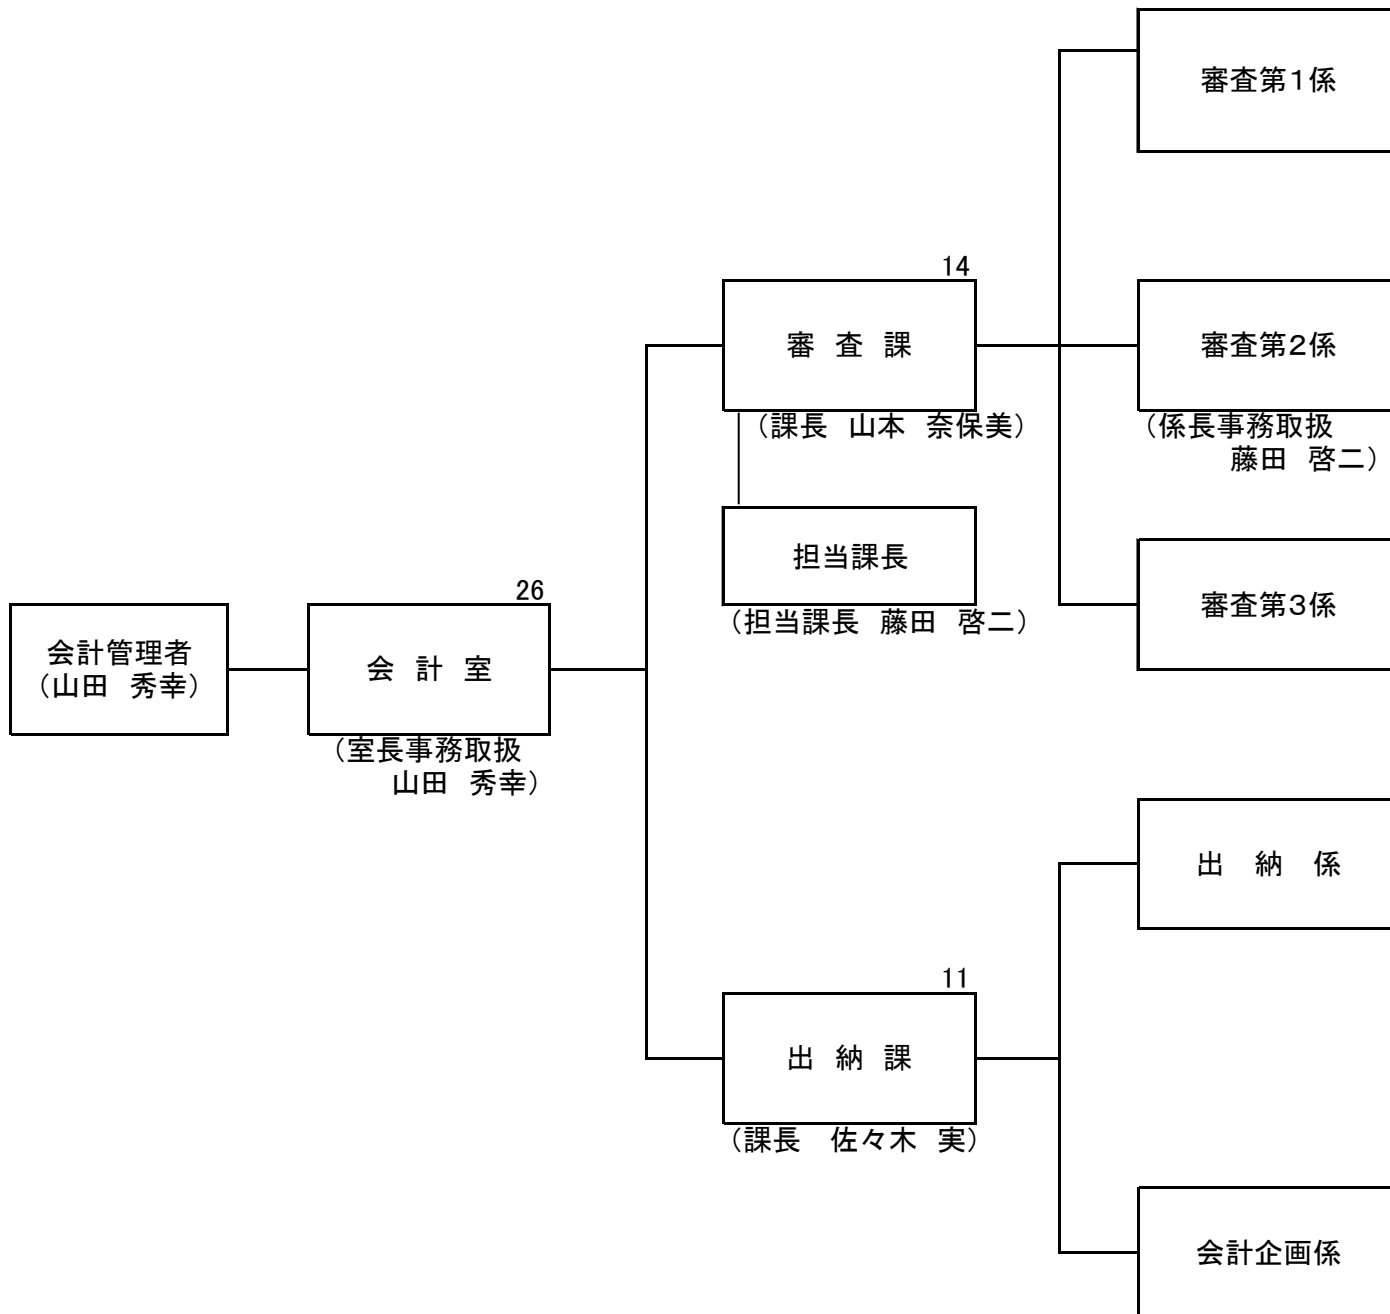 審査第1係
14
審　査　課
審査第2係
（課長　山本　奈保美）
（係長事務取扱
藤田　啓二）
担当課長
（担当課長　藤田　啓二）
審査第3係
26
会計管理者
（山田　秀幸）
会　計　室
（室長事務取扱
山田　秀幸）
出　納　係
11
出　納　課
（課長　佐々木　実）
会計企画係